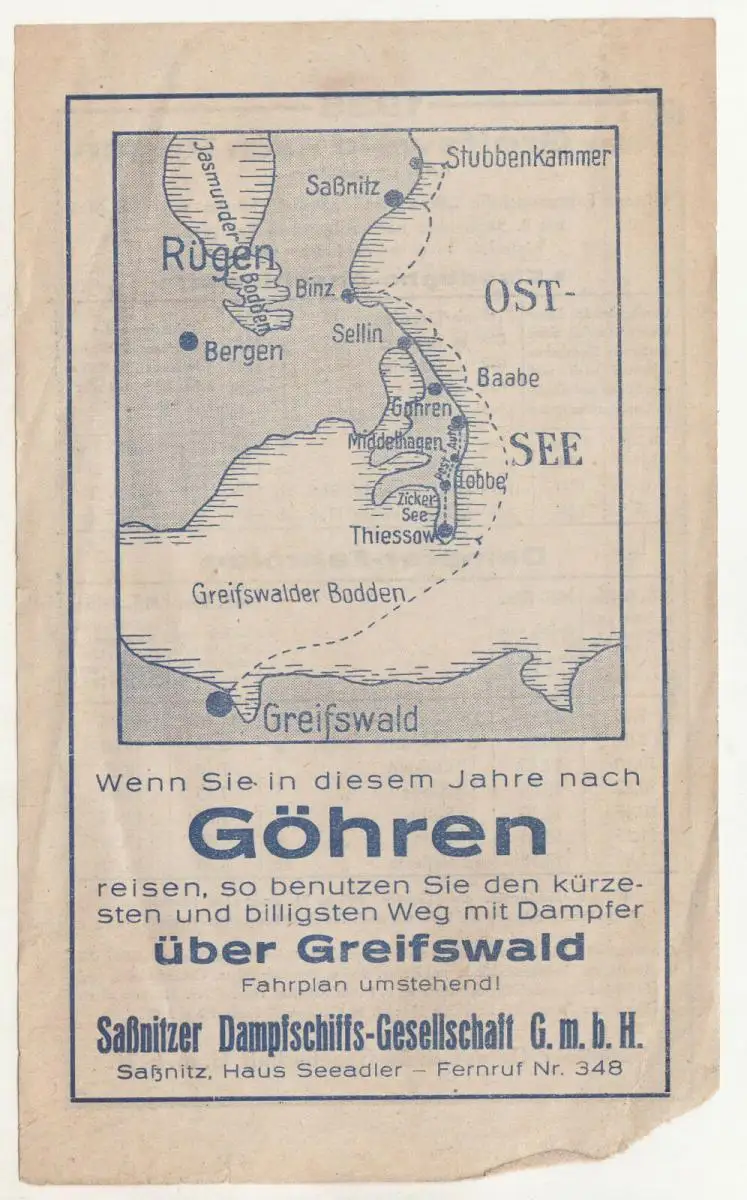 Stubbenkammer
Saßnitz
Jasmunder
Bodden
Rügen
Binz
OST-
Sellin
Bergen
Baabe
Göhren
Middelhagen
Auto
Post
SEE
Lobbe
Zicker-
See
Thiessow
Greifswalder Bodden
Greifswald
Wenn Sie in diesem Jahre nach
Göhren
reisen, so benutzen Sie den kürze-
sten und billigsten Weg mit Dampfer
über Greifswald
Fahrplan umstehend!
Saßnitzer Dampfschiffs-Gesellschaft G. m. b. H.
Saßnitz, Haus Seeadler – Fernruf Nr. 348